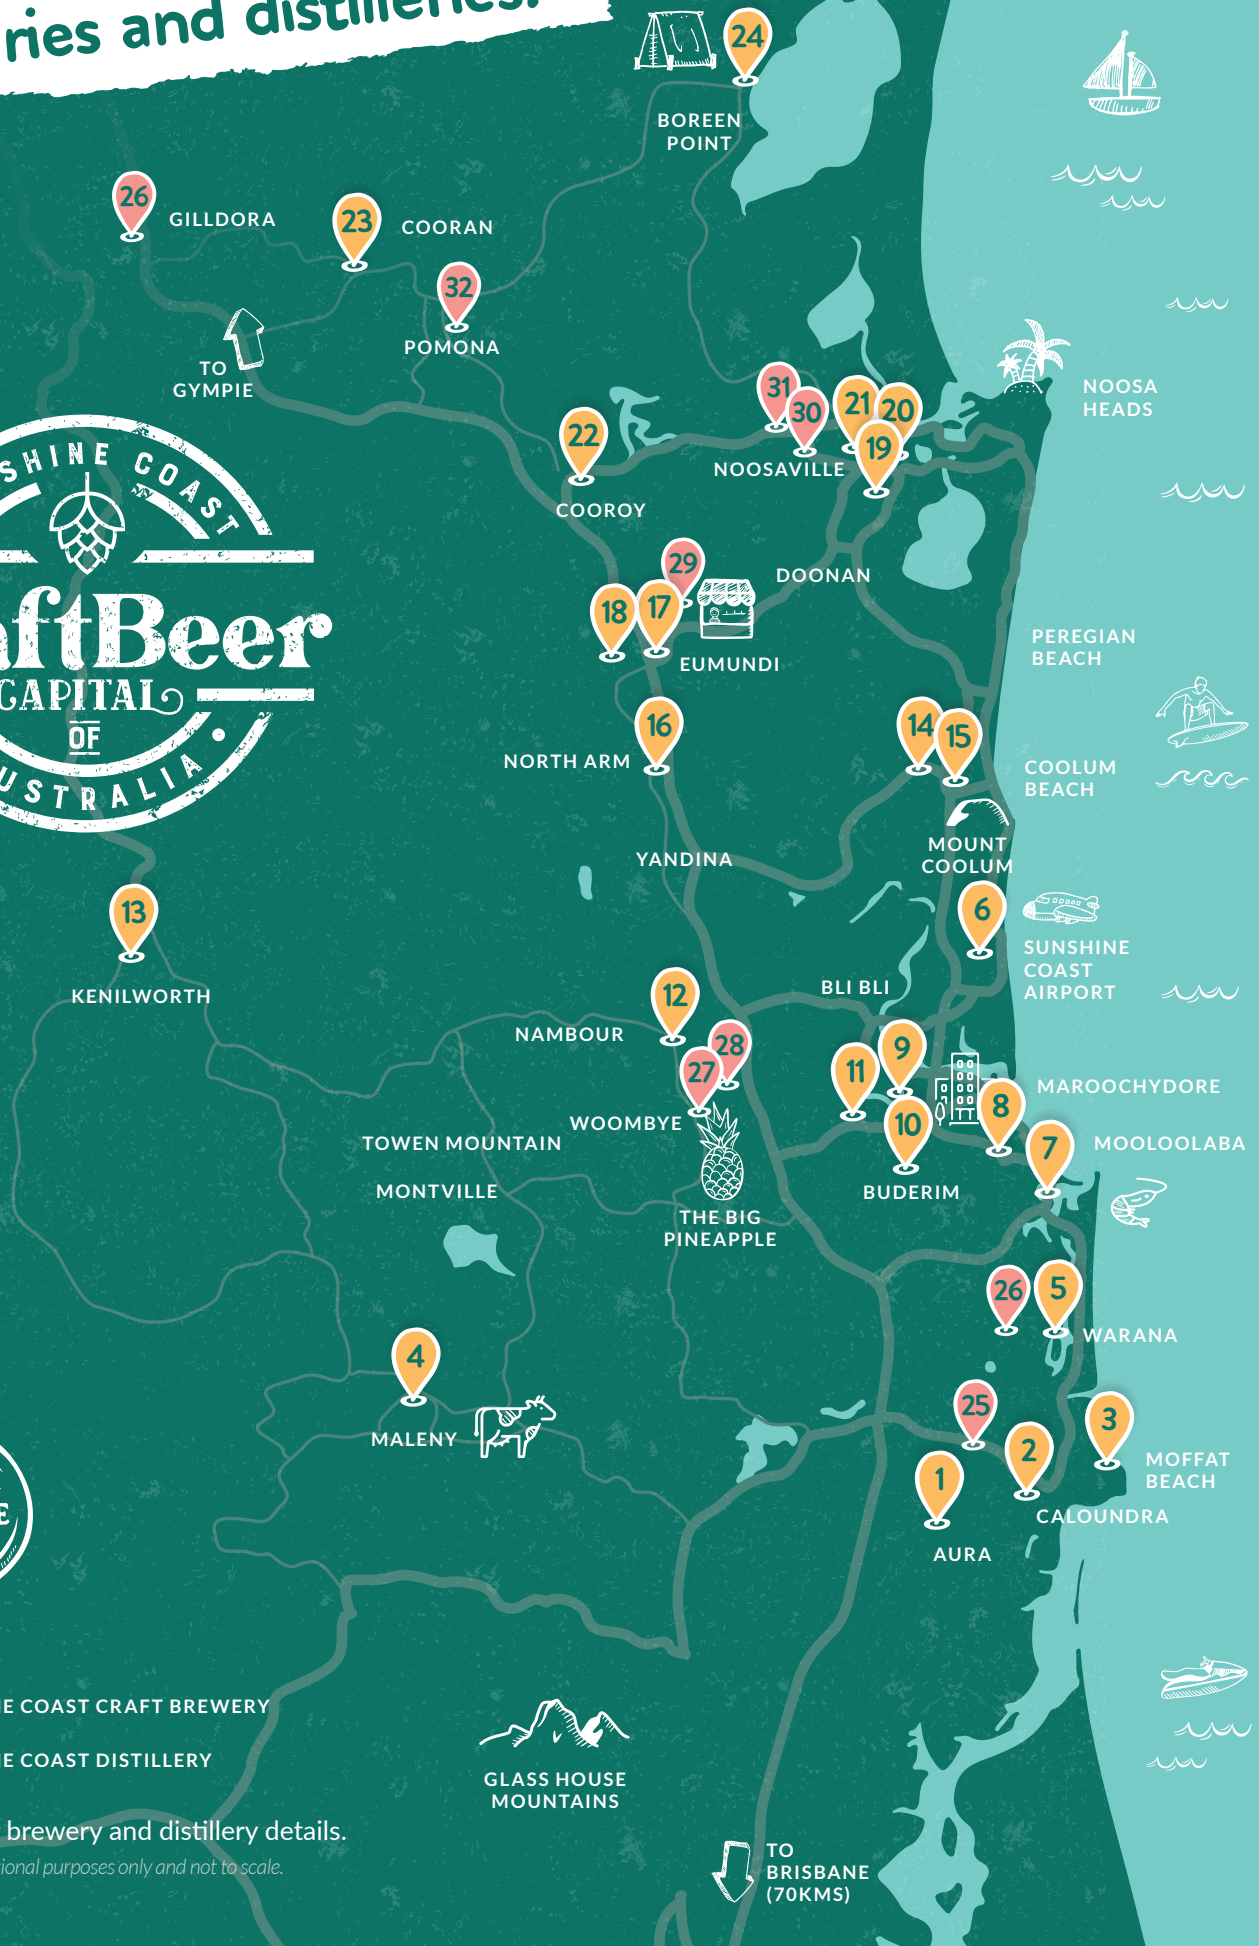 ries and distilleries.
24
BOREEN
POINT
26
GILLDORA
23
COORAN
32
POMONA
TO
GYMPIE
NOOSA
HEADS
31
30
21
20
19
NOOSAVILLE
22
COOROY
SHINE COAST
aftBeer
CAPITAL
OF
USTRALIA
29
DOONAN
18
17
EUMUNDI
PEREGIAN
BEACH
16
NORTH ARM
14
15
COOLUM
BEACH
MOUNT
COOLUM
YANDINA
13
KENILWORTH
6
SUNSHINE
COAST
AIRPORT
BLI BLI
12
NAMBOUR
28
27
WOOMBYE
9
11
10
BUDERIM
8
MAROOCHYDORE
7
MOOLOOLABA
TOWEN MOUNTAIN
MONTVILLE
THE BIG
PINEAPPLE
26
5
WARANA
4
MALENY
25
3
MOFFAT
BEACH
2
CALOUNDRA
1
AURA
E
E COAST CRAFT BREWERY
E COAST DISTILLERY
brewery and distillery details.
tional purposes only and not to scale.
GLASS HOUSE
MOUNTAINS
TO
BRISBANE
(70KMS)